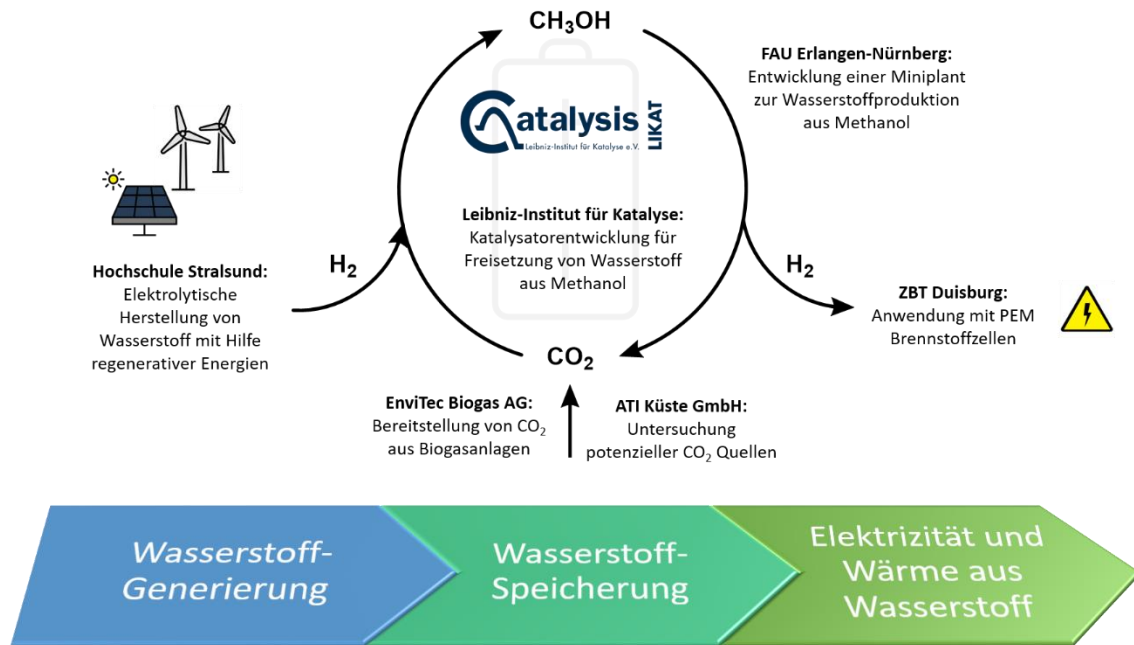 CH₃OH
FAU Erlangen-Nürnberg:
Entwicklung einer Miniplant
zur Wasserstoffproduktion
aus Methanol
Catalysis
LIKAT
Leibniz-Institut für Katalyse e.V.
Leibniz-Institut für Katalyse:
Katalysatorentwicklung für
Freisetzung von Wasserstoff
aus Methanol
Hochschule Stralsund:
Elektrolytische
Herstellung von
Wasserstoff mit Hilfe
regenerativer Energien
H₂
H₂
ZBT Duisburg:
Anwendung mit PEM
Brennstoffzellen
CO₂
EnviTec Biogas AG:
Bereitstellung von CO₂
aus Biogasanlagen
ATI Küste GmbH:
Untersuchung
potenzieller CO₂ Quellen
Wasserstoff-
Generierung
Wasserstoff-
Speicherung
Elektrizität und
Wärme aus
Wasserstoff